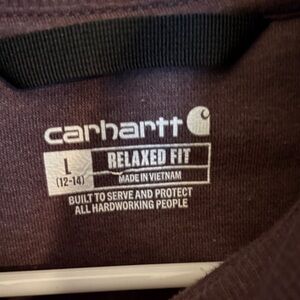 carhartt
L
(12-14)
RELAXED FIT
MADE IN VIETNAM
BUILT TO SERVE AND PROTECT
ALL HARDWORKING PEOPLE